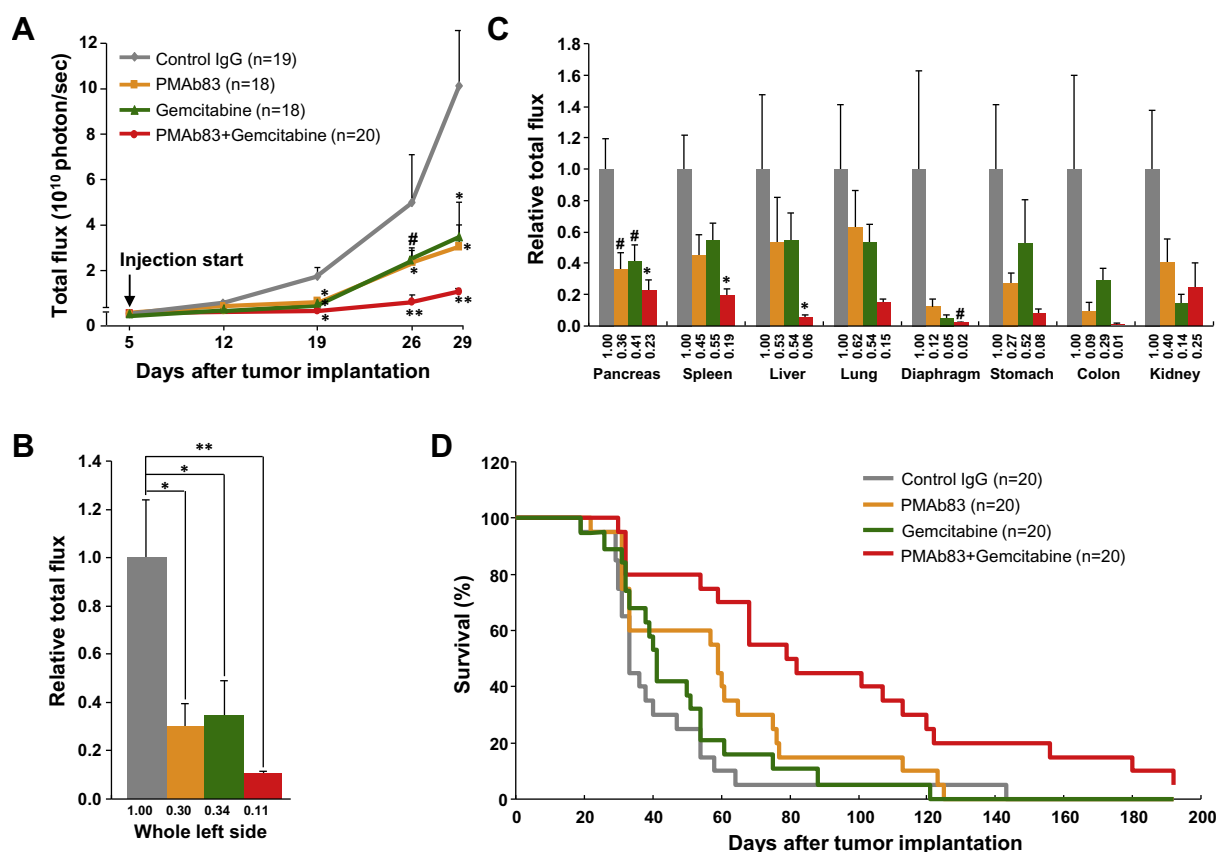 A
Total flux (10¹⁰ photon/sec)
12
10
8
6
4
2
0
Control IgG (n=19)
PMAb83 (n=18)
Gemcitabine (n=18)
PMAb83+Gemcitabine (n=20)
Injection start
*
*
*
#
*
**
*
*
**
5
12
19
26
29
Days after tumor implantation
C
Relative total flux
1.8
1.6
1.4
1.2
1.0
0.8
0.6
0.4
0.2
0.0
# # *
*
*
#
1.00 0.36 0.41 0.23
1.00 0.45 0.55 0.19
1.00 0.53 0.54 0.06
1.00 0.62 0.54 0.15
1.00 0.12 0.05 0.02
1.00 0.27 0.52 0.08
1.00 0.09 0.29 0.01
1.00 0.40 0.14 0.25
Pancreas Spleen Liver Lung Diaphragm Stomach Colon Kidney
B
Relative total flux
1.4
1.2
1.0
0.8
0.6
0.4
0.2
0.0
**
*
*
1.00 0.30 0.34 0.11
Whole left side
D
Survival (%)
120
100
80
60
40
20
0
Control IgG (n=20)
PMAb83 (n=20)
Gemcitabine (n=20)
PMAb83+Gemcitabine (n=20)
0 20 40 60 80 100 120 140 160 180 200
Days after tumor implantation